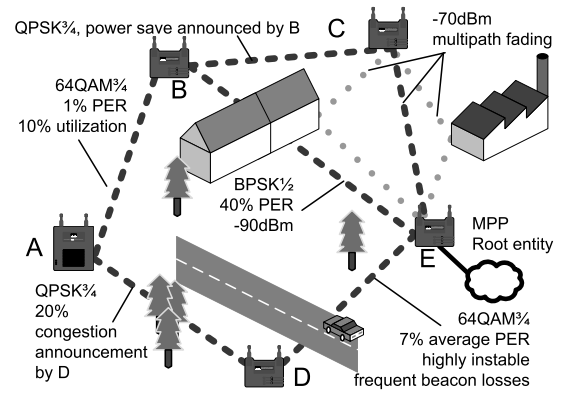 QPSK¾, power save announced by B
C
-70dBm
multipath fading
B
64QAM¾
1% PER
10% utilization
BPSK½
40% PER
-90dBm
A
MPP
Root entity
E
QPSK¾
20%
congestion
announcement
by D
64QAM¾
7% average PER
highly instable
frequent beacon losses
D